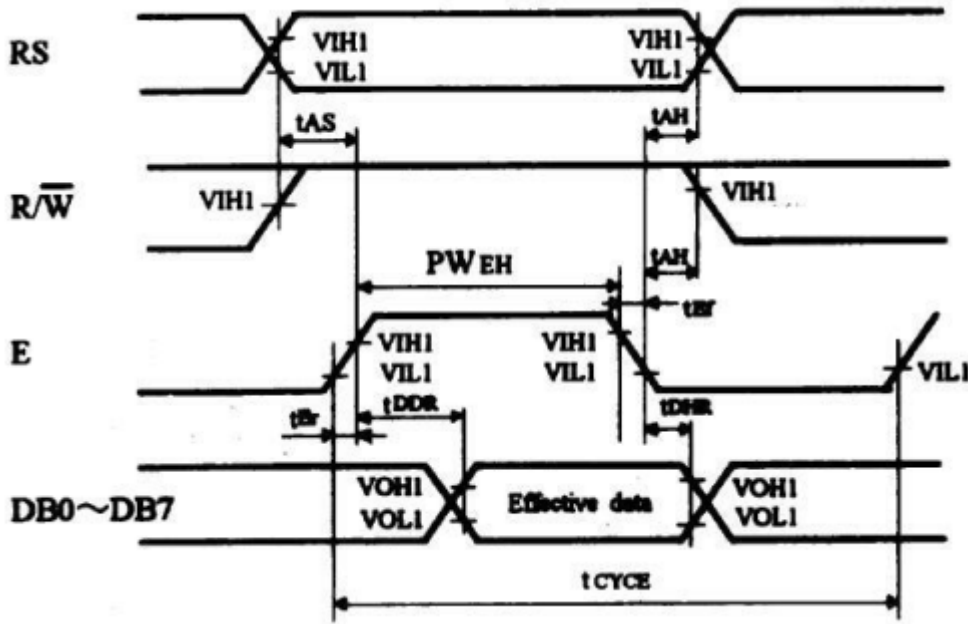 RS
VIH1 VIH1
VIL1 VIL1
tAS tAH
R/W̅
VIH1 VIH1
PWEH tAH
tEf
E
VIH1 VIH1
VIL1 VIL1 VIL1
tEr tDDR tDHR
DB0～DB7
VOH1 Effective data VOH1
VOL1 VOL1
tCYCE